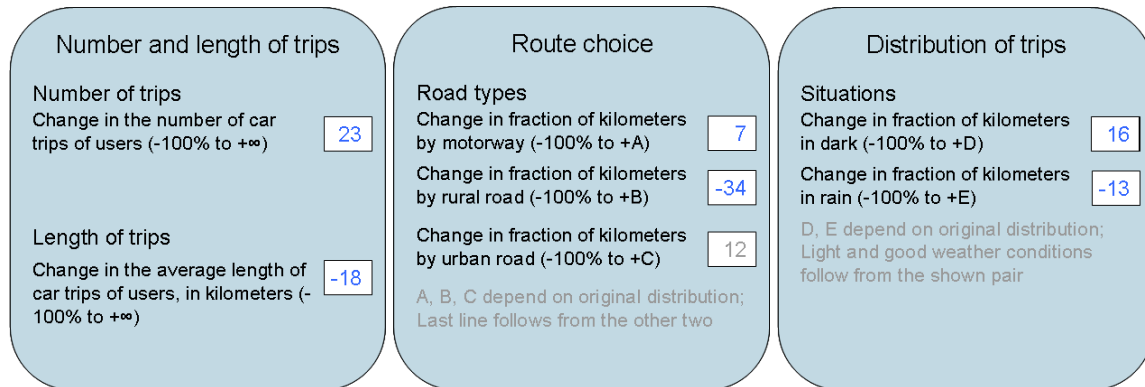 Number and length of trips
Number of trips
Change in the number of car
trips of users (-100% to +∞)
23
Length of trips
Change in the average length of
car trips of users, in kilometers (-
100% to +∞)
-18
Route choice
Road types
Change in fraction of kilometers
by motorway (-100% to +A)
7
Change in fraction of kilometers
by rural road (-100% to +B)
-34
Change in fraction of kilometers
by urban road (-100% to +C)
12
A, B, C depend on original distribution;
Last line follows from the other two
Distribution of trips
Situations
Change in fraction of kilometers
in dark (-100% to +D)
16
Change in fraction of kilometers
in rain (-100% to +E)
-13
D, E depend on original distribution;
Light and good weather conditions
follow from the shown pair